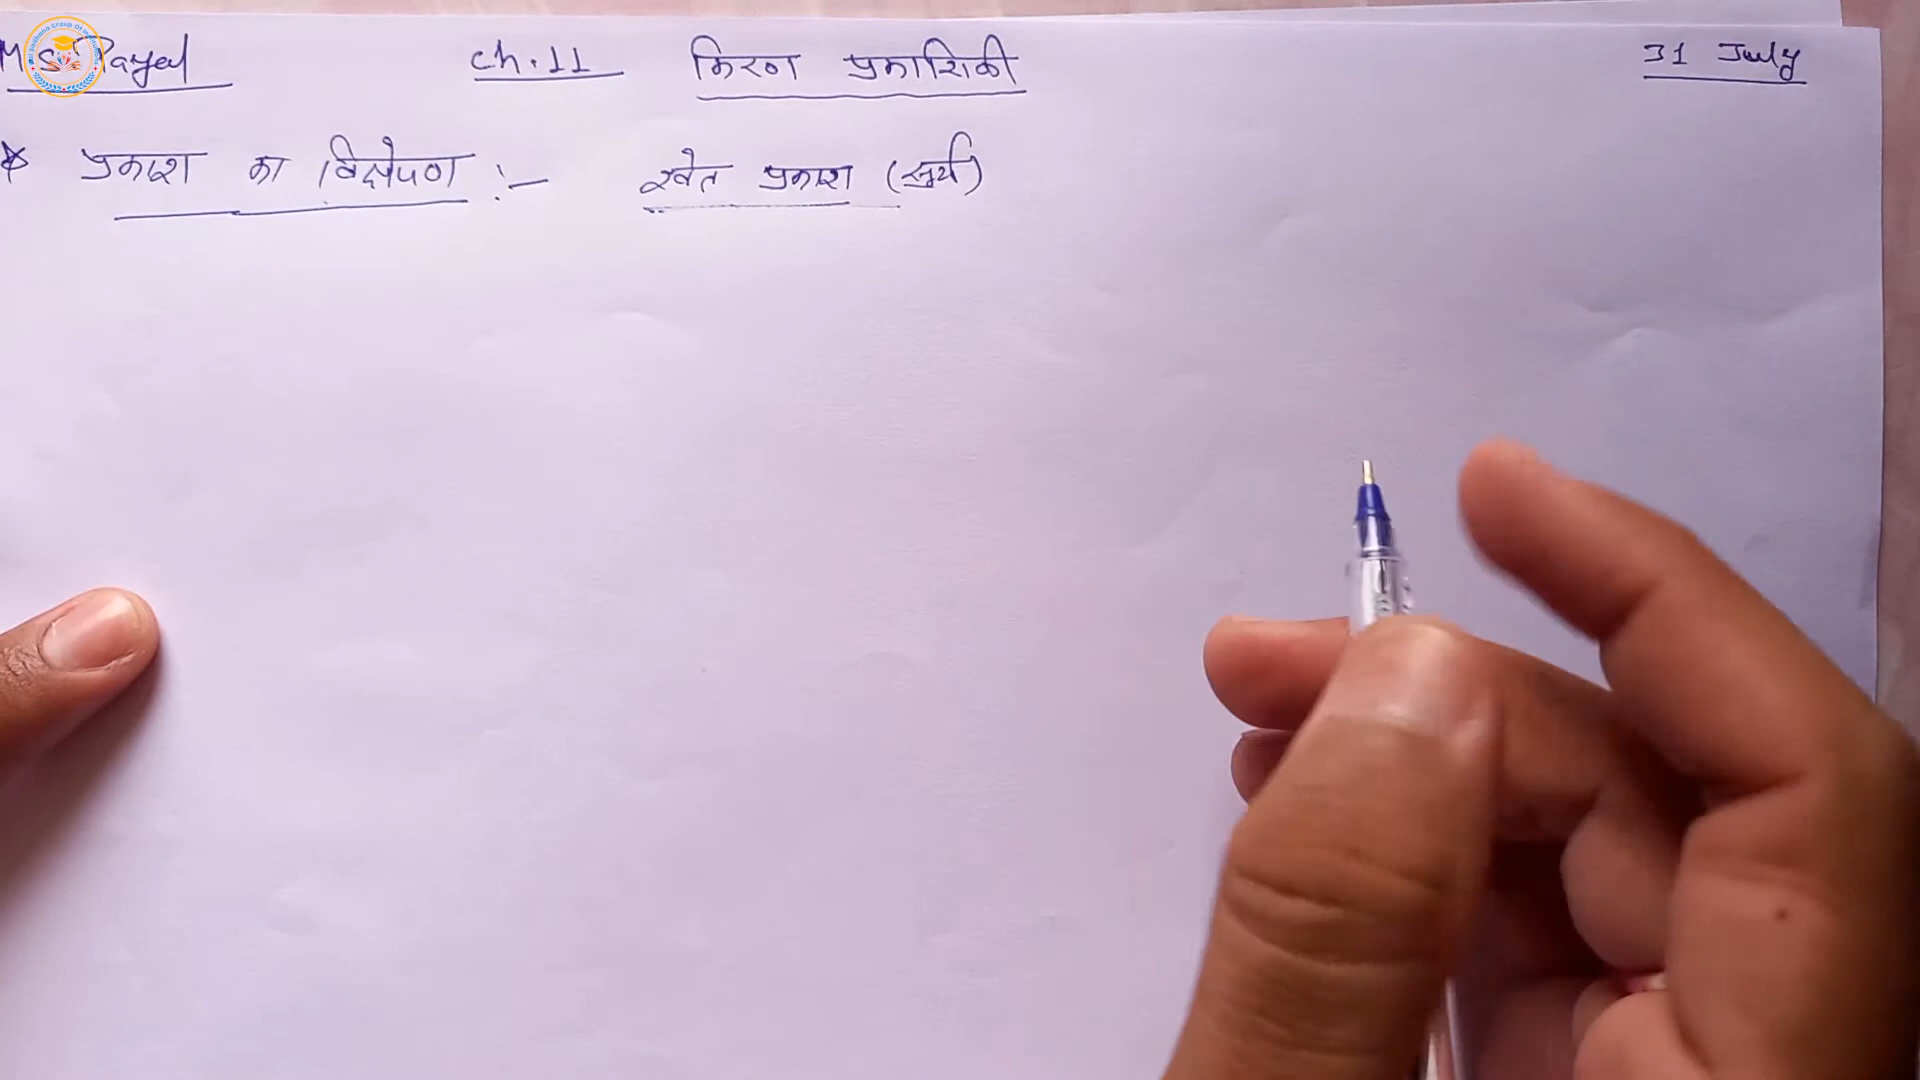 Ms. Payal ch.11 किरण प्रकाशिकी 31 July
* प्रकाश का विक्षेपण :- श्वेत प्रकाश (सूर्य)